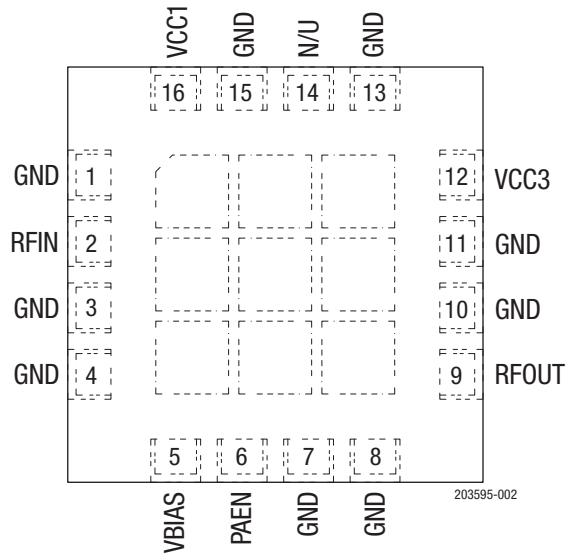 VCC1 GND N/U GND
16 15 14 13
GND 1 12 VCC3
RFIN 2 11 GND
GND 3 10 GND
GND 4 9 RFOUT
5 6 7 8
VBIAS PAEN GND GND
203595-002